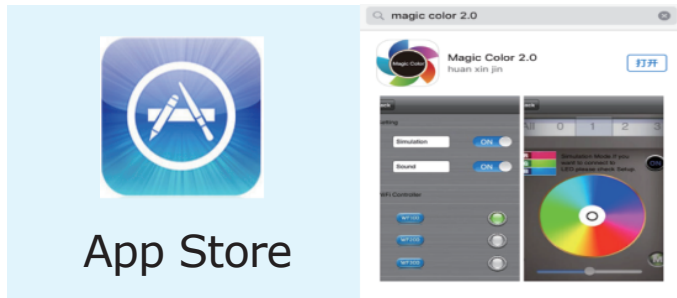 App Store
magic color 2.0
Magic Color
Magic Color 2.0
huan xin jin
打开
Simulation
ON
Sound
ON
WiFi Controller
All 0 1 2 3
Simulation Mode.If you
want to connect to
LED,please check Setup.
ON